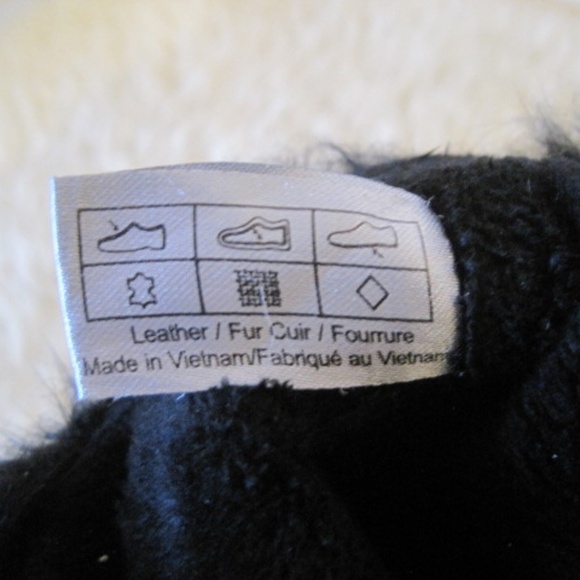 Leather / Fur Cuir / Fourrure
Made in Vietnam/Fabriqué au Vietnam